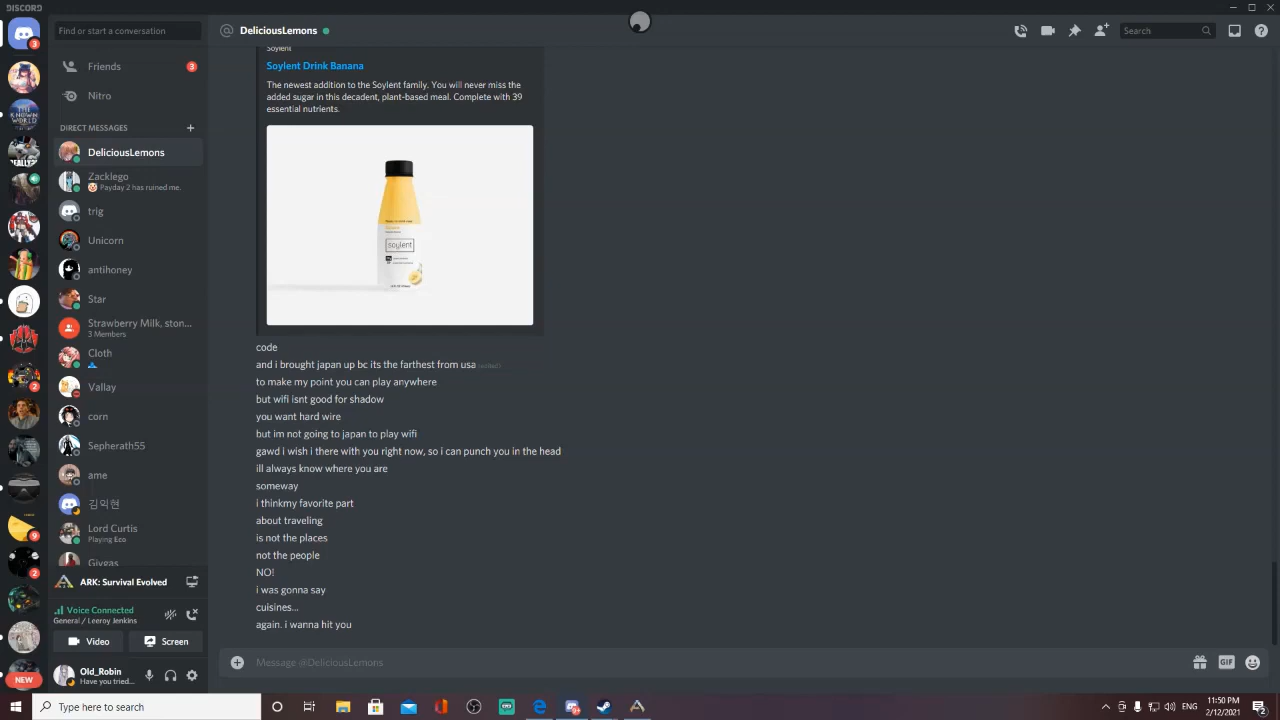 DISCORD
Find or start a conversation
DeliciousLemons
Search
3
Friends
3
Nitro
DIRECT MESSAGES
DeliciousLemons
Zacklego
Payday 2 has ruined me.
trig
Unicorn
antihoney
Star
Strawberry Milk, ston...
3 Members
Cloth
2
Vallay
corn
Sepherath55
ame
김익현
9
Lord Curtis
Playing Eco
2
Givgas
ARK: Survival Evolved
Voice Connected
General / Leeroy Jenkins
Video
Screen
NEW
Old_Robin
Have you tried...
Soylent
Soylent Drink Banana
The newest addition to the Soylent family. You will never miss the
added sugar in this decadent, plant-based meal. Complete with 39
essential nutrients.
soylent
code
and i brought japan up bc its the farthest from usa (edited)
to make my point you can play anywhere
but wifi isnt good for shadow
you want hard wire
but im not going to japan to play wifi
gawd i wish i there with you right now, so i can punch you in the head
ill always know where you are
someway
i thinkmy favorite part
about traveling
is not the places
not the people
NO!
i was gonna say
cuisines...
again. i wanna hit you
Message @DeliciousLemons
GIF
Type here to search
ENG
11:50 PM
2/12/2021
2